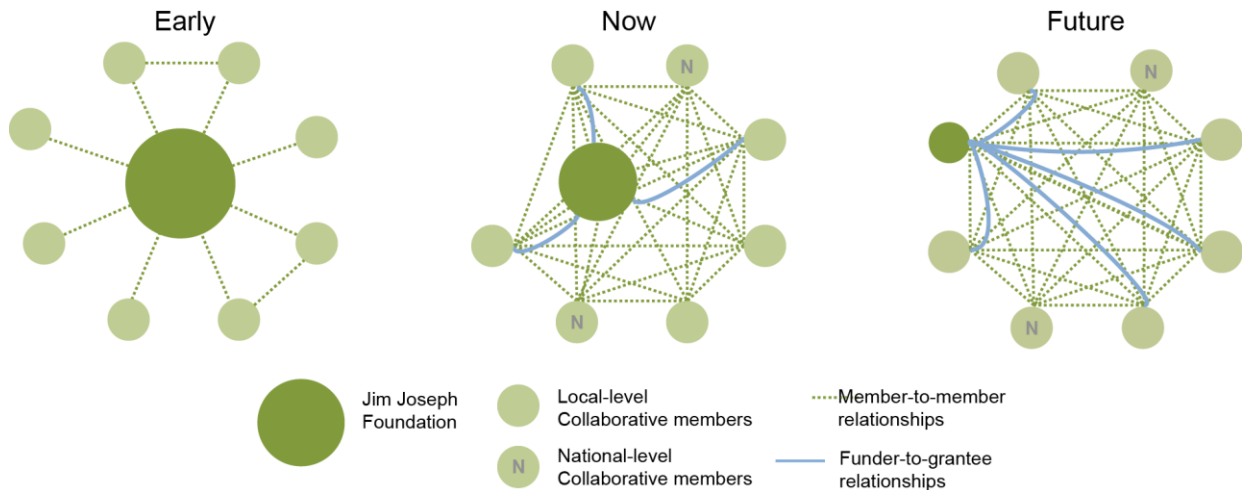 Early
Now
Future
N
N
N
N
Jim Joseph
Foundation
Local-level
Collaborative members
National-level
Collaborative members
N
Member-to-member
relationships
Funder-to-grantee
relationships